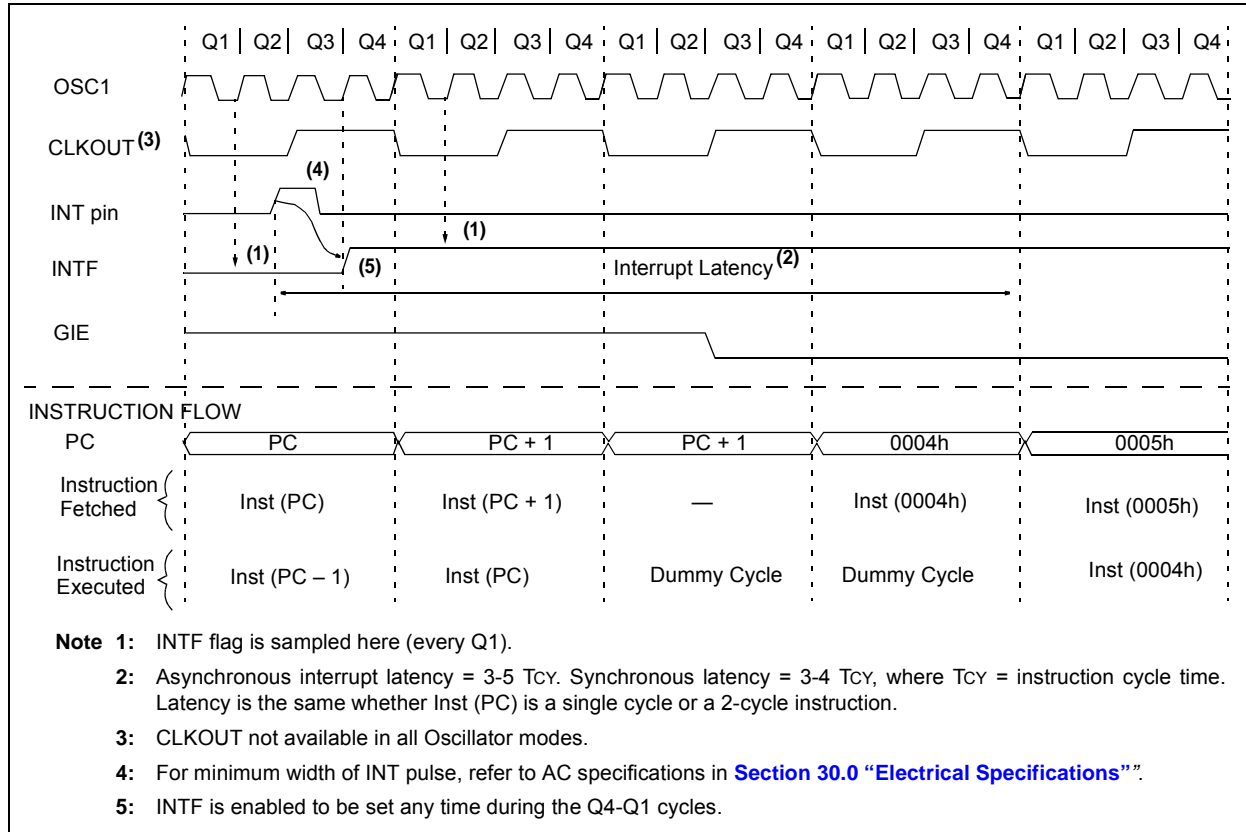 Q1 | Q2 | Q3 | Q4 Q1 | Q2 | Q3 | Q4 Q1 | Q2 | Q3 | Q4 Q1 | Q2 | Q3 | Q4 Q1 | Q2 | Q3 | Q4
OSC1
CLKOUT (3)
(4)
INT pin
(1)
(1)
INTF
(5)
Interrupt Latency (2)
GIE
INSTRUCTION FLOW
PC PC PC + 1 PC + 1 0004h 0005h
Instruction
Fetched
Inst (PC) Inst (PC + 1) — Inst (0004h) Inst (0005h)
Instruction
Executed
Inst (PC – 1) Inst (PC) Dummy Cycle Dummy Cycle Inst (0004h)
Note 1: INTF flag is sampled here (every Q1).
2: Asynchronous interrupt latency = 3-5 TCY. Synchronous latency = 3-4 TCY, where TCY = instruction cycle time.
Latency is the same whether Inst (PC) is a single cycle or a 2-cycle instruction.
3: CLKOUT not available in all Oscillator modes.
4: For minimum width of INT pulse, refer to AC specifications in Section 30.0 “Electrical Specifications””.
5: INTF is enabled to be set any time during the Q4-Q1 cycles.